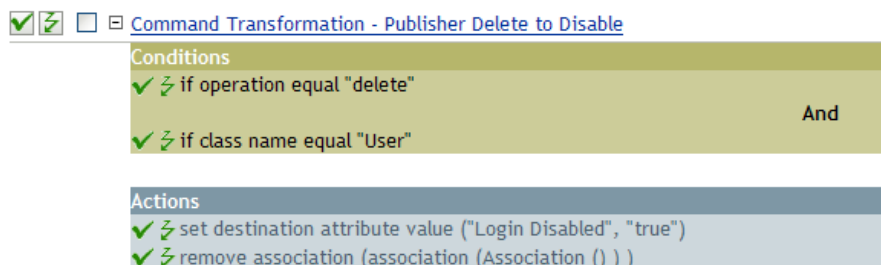 Command Transformation - Publisher Delete to Disable
Conditions
if operation equal "delete"
And
if class name equal "User"
Actions
set destination attribute value ("Login Disabled", "true")
remove association (association (Association () ) )